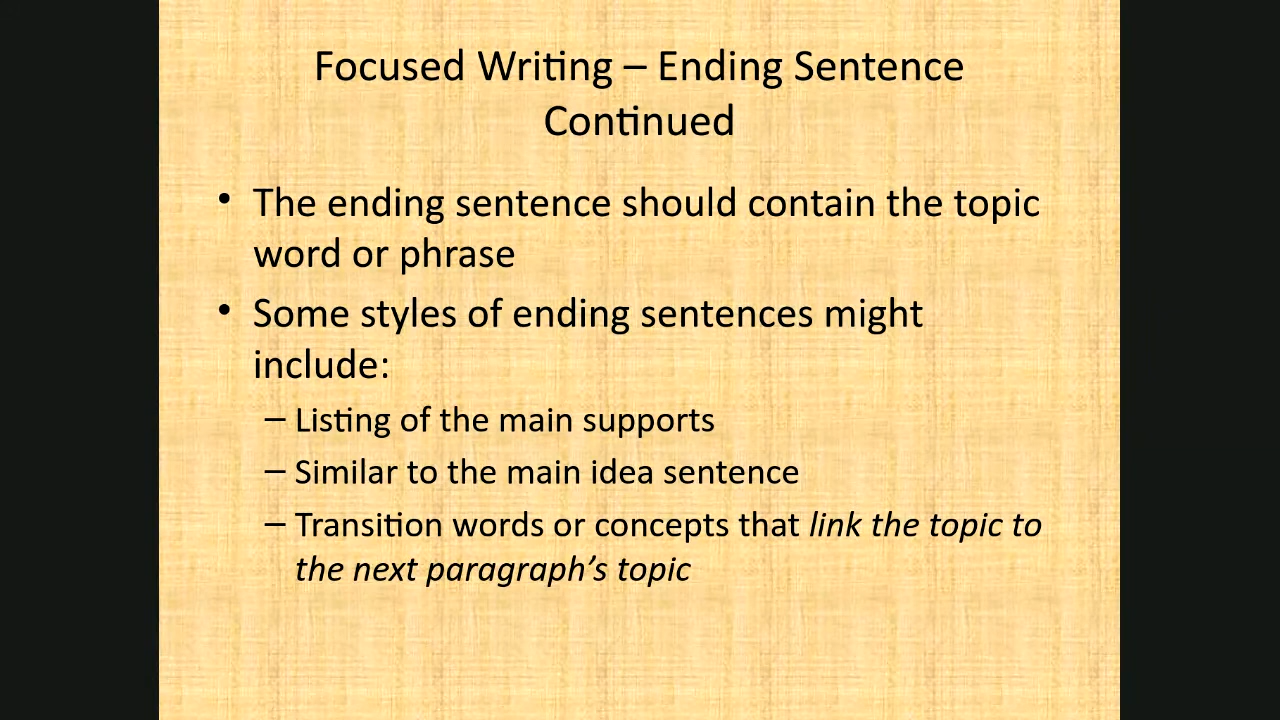 Focused Writing – Ending Sentence
Continued
• The ending sentence should contain the topic
word or phrase
• Some styles of ending sentences might
include:
– Listing of the main supports
– Similar to the main idea sentence
– Transition words or concepts that link the topic to
the next paragraph’s topic